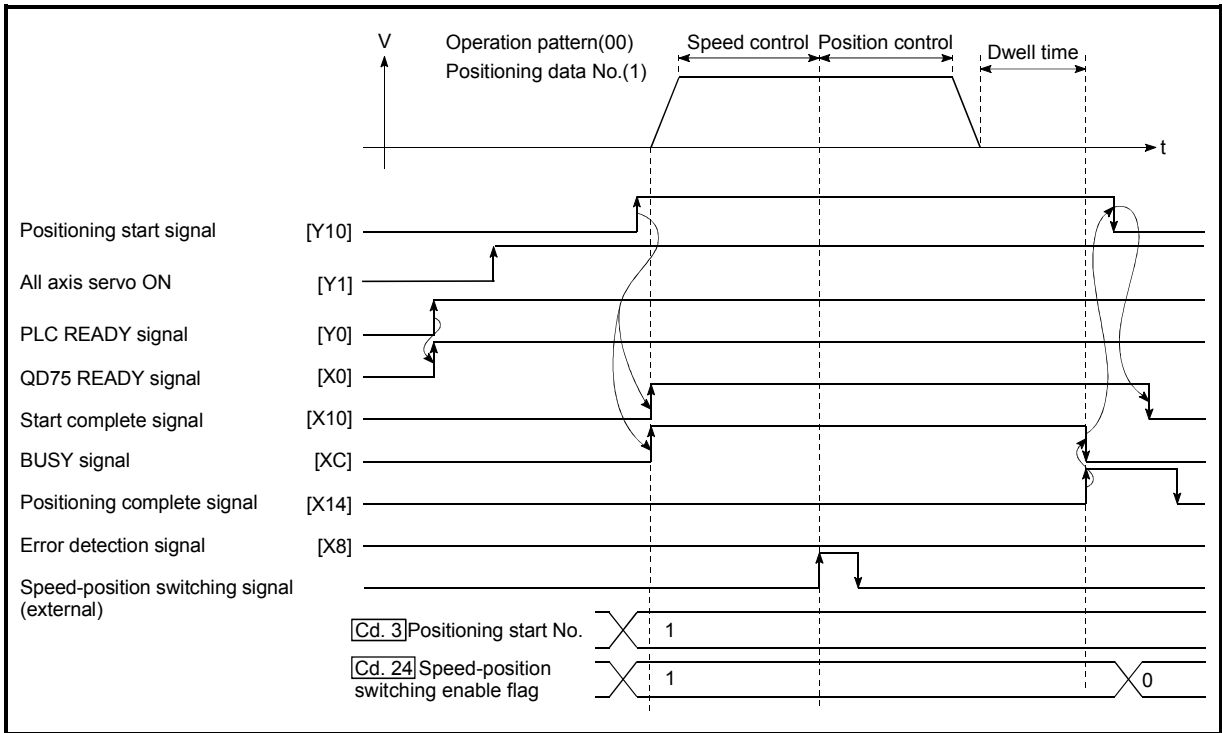 V
Operation pattern(00)
Positioning data No.(1)
Speed control
Position control
Dwell time
t
Positioning start signal [Y10]
All axis servo ON [Y1]
PLC READY signal [Y0]
QD75 READY signal [X0]
Start complete signal [X10]
BUSY signal [XC]
Positioning complete signal [X14]
Error detection signal [X8]
Speed-position switching signal
(external)
Cd. 3 Positioning start No. 1
Cd. 24 Speed-position
switching enable flag 1 0